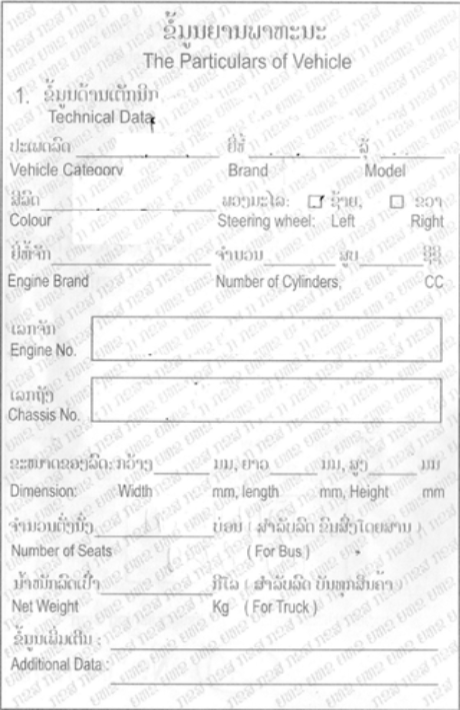 ຂໍ້ມູນຍານພາຫະນະ
The Particulars of Vehicle
1. ຂໍ້ມູນດ້ານເຕັກນິກ
Technical Data
ປະເພດລົດ ຍີ່ຫໍ້ ລຸ້
Vehicle Category Brand Model
ສີລົດ ພວງມະໄລ: ຊ້າຍ, ຂວາ
Colour Steering wheel: Left Right
ຍີ່ຫໍ້ຈັກ ຈຳນວນ ສູບ ຊີຊີ
Engine Brand Number of Cylinders, CC
ເລກຈັກ
Engine No.
ເລກຖັງ
Chassis No.
ຂະໜາດຂອງລົດ: ກວ້າງ ມມ, ຍາວ ມມ, ສູງ ມມ
Dimension: Width mm, length mm, Height mm
ຈຳນວນບ່ອນນັ່ງ ບ່ອນ ( ສຳລັບລົດ ຂົນສົ່ງໂດຍສານ )
Number of Seats ( For Bus )
ນ້ຳໜັກລົດເປົ່າ ກິໂລ ( ສຳລັບລົດ ບັນທຸກສິນຄ້າ )
Net Weight Kg ( For Truck )
ຂໍ້ມູນເພີ່ມເຕີມ :
Additional Data :